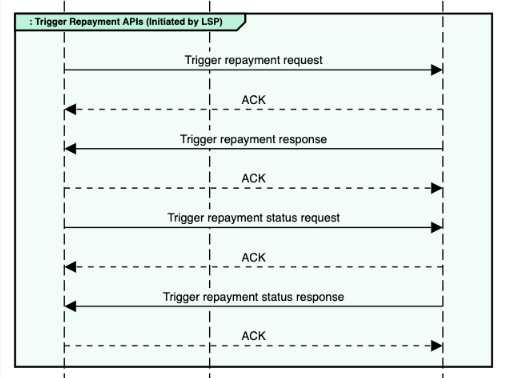 : Trigger Repayment APIs (Initiated by LSP)
Trigger repayment request
ACK
Trigger repayment response
ACK
Trigger repayment status request
ACK
Trigger repayment status response
ACK